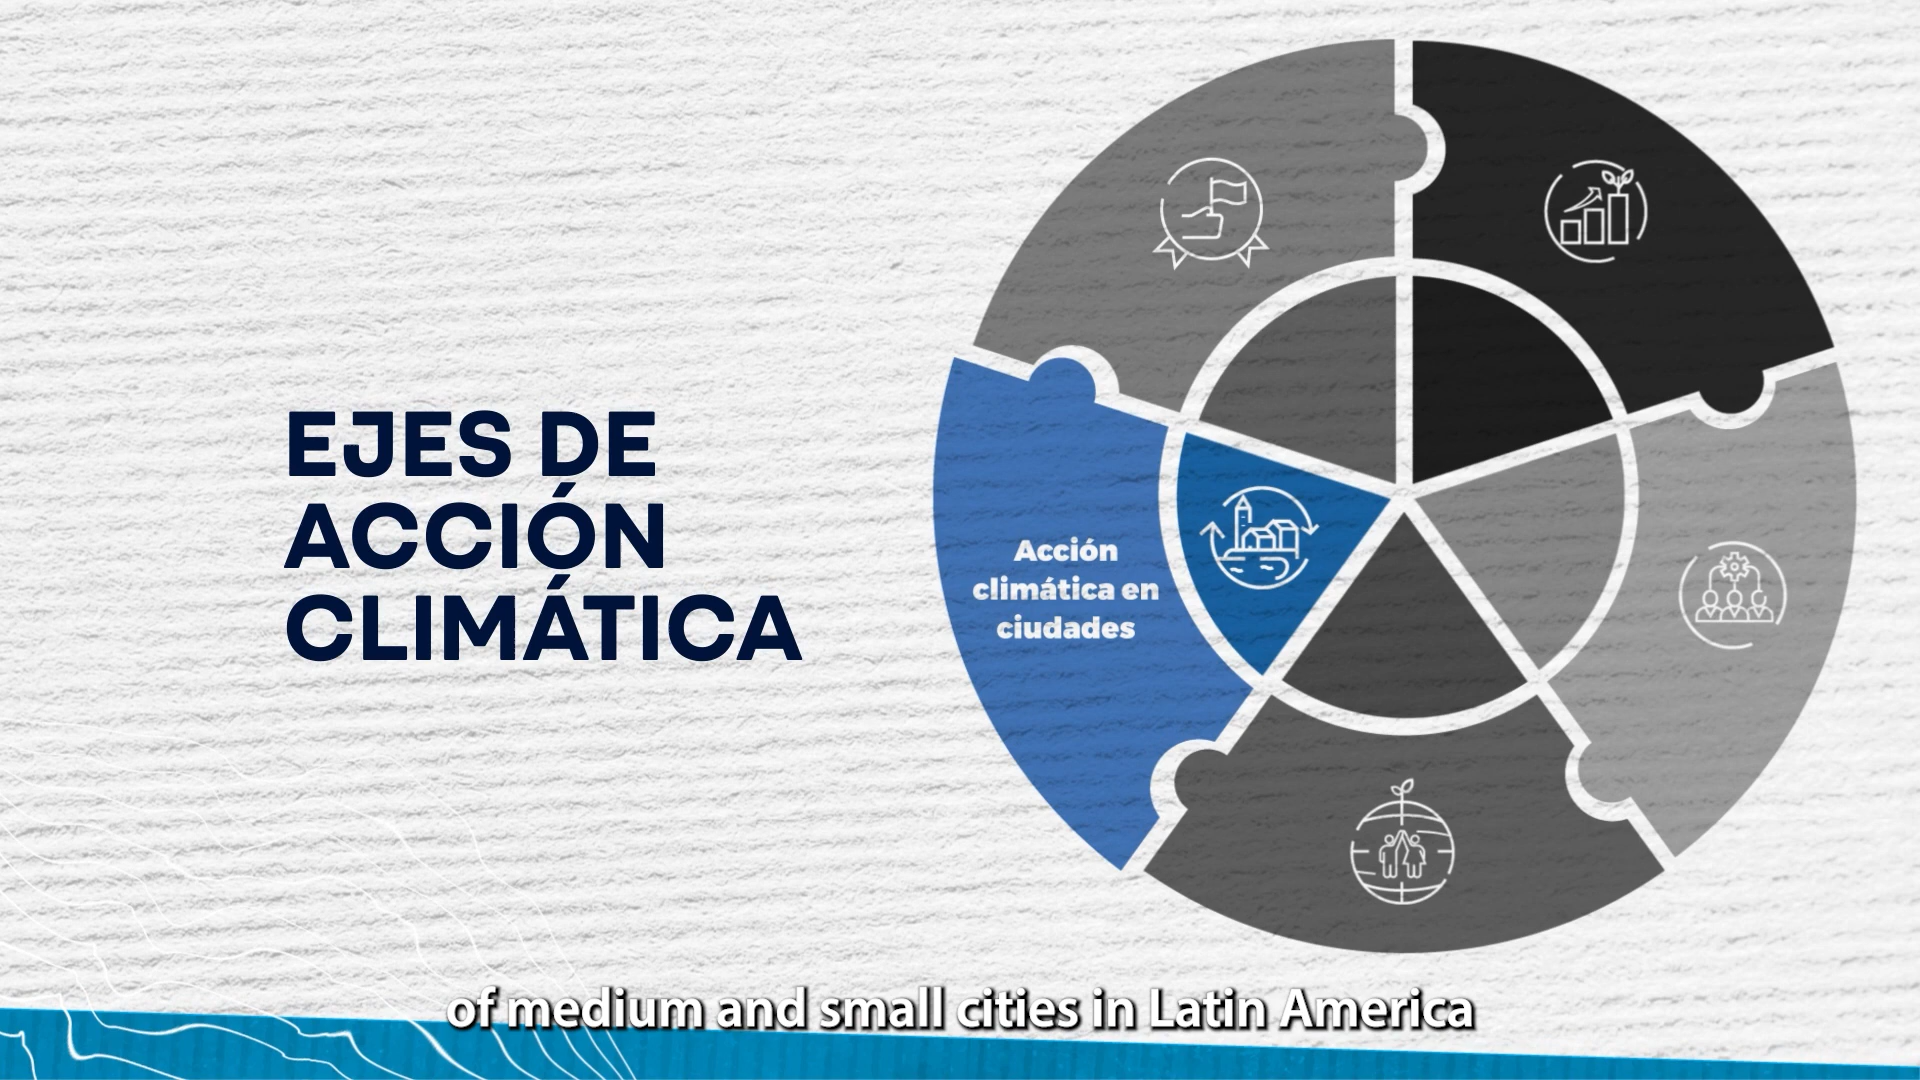 EJES DE
ACCIÓN
CLIMÁTICA
Acción
climática en
ciudades
of medium and small cities in Latin America